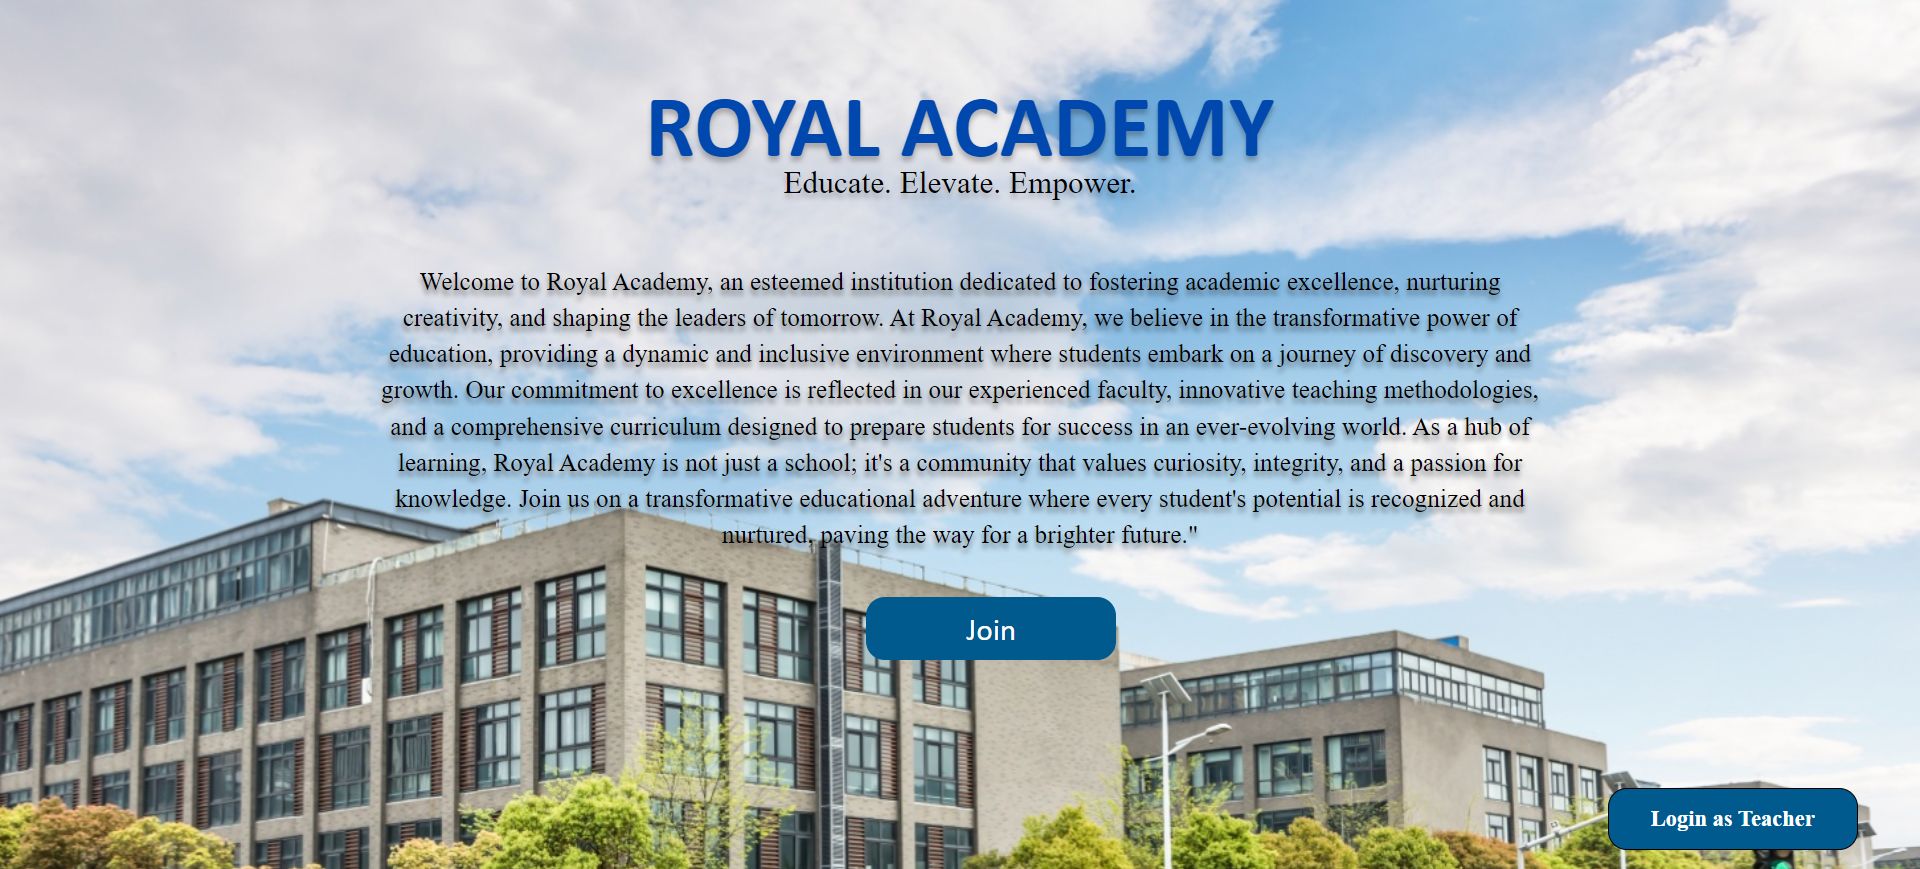 ROYAL ACADEMY
Educate. Elevate. Empower.
Welcome to Royal Academy, an esteemed institution dedicated to fostering academic excellence, nurturing
creativity, and shaping the leaders of tomorrow. At Royal Academy, we believe in the transformative power of
education, providing a dynamic and inclusive environment where students embark on a journey of discovery and
growth. Our commitment to excellence is reflected in our experienced faculty, innovative teaching methodologies,
and a comprehensive curriculum designed to prepare students for success in an ever-evolving world. As a hub of
learning, Royal Academy is not just a school; it's a community that values curiosity, integrity, and a passion for
knowledge. Join us on a transformative educational adventure where every student's potential is recognized and
nurtured, paving the way for a brighter future."
Join
Login as Teacher